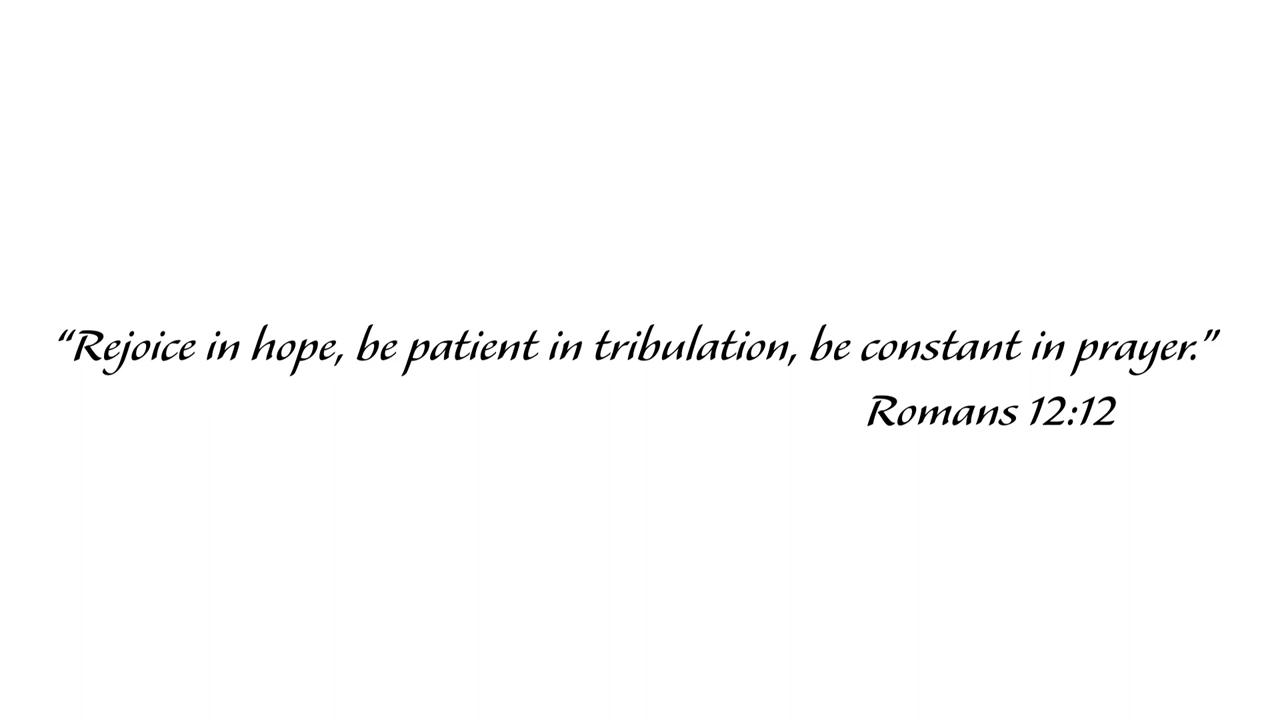 “Rejoice in hope, be patient in tribulation, be constant in prayer.”
Romans 12:12